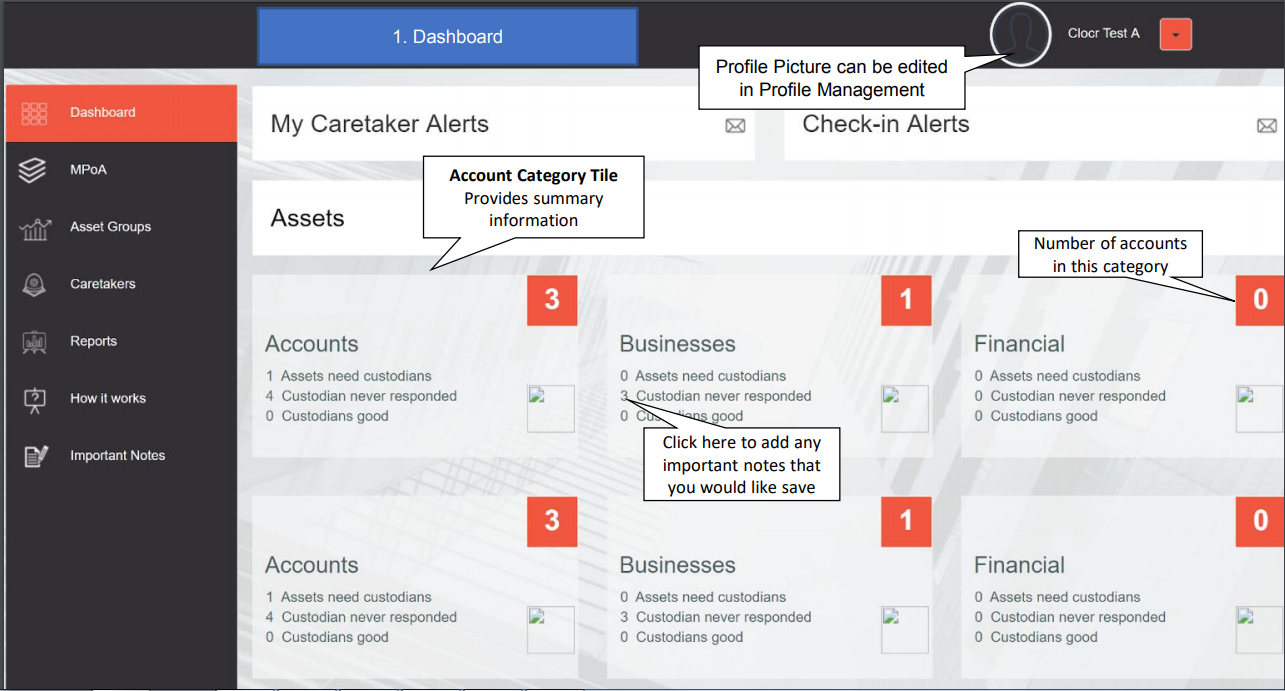 1. Dashboard
Clocr Test A
Profile Picture can be edited
in Profile Management
Dashboard
MPoA
Asset Groups
Caretakers
Reports
How it works
Important Notes
My Caretaker Alerts
Check-in Alerts
Account Category Tile
Provides summary
information
Assets
Number of accounts
in this category
3
Accounts
1 Assets need custodians
4 Custodian never responded
0 Custodians good
1
Businesses
0 Assets need custodians
3 Custodian never responded
0 Custodians good
0
Financial
0 Assets need custodians
0 Custodian never responded
0 Custodians good
Click here to add any
important notes that
you would like save
3
Accounts
1 Assets need custodians
4 Custodian never responded
0 Custodians good
1
Businesses
0 Assets need custodians
3 Custodian never responded
0 Custodians good
0
Financial
0 Assets need custodians
0 Custodian never responded
0 Custodians good